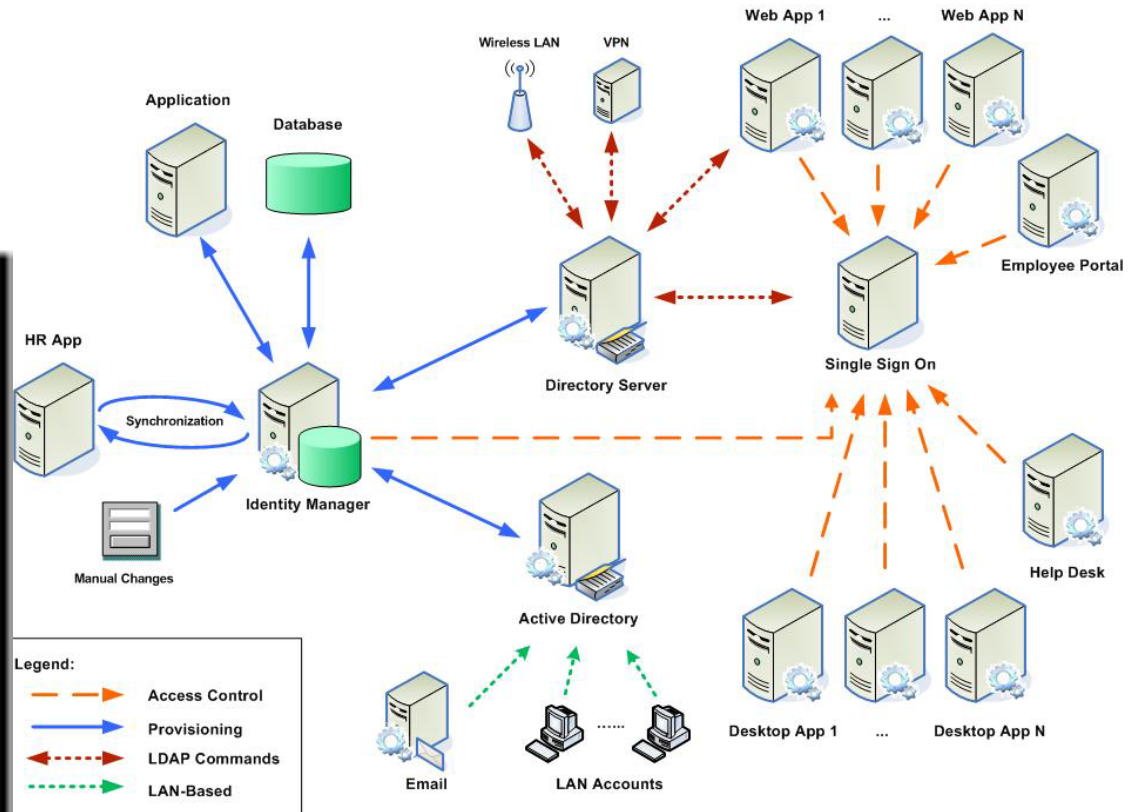 Web App 1
...
Web App N
Wireless LAN
VPN
Application
Database
Employee Portal
HR App
Single Sign On
Directory Server
Synchronization
Identity Manager
Manual Changes
Help Desk
Active Directory
Legend:
Access Control
Provisioning
LDAP Commands
LAN-Based
Desktop App 1
...
Desktop App N
......
Email
LAN Accounts